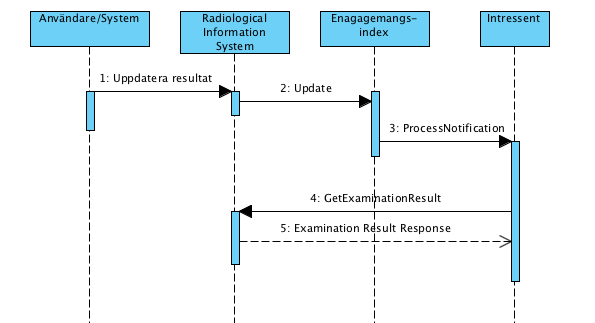 Användare/System
Radiological
Information
System
Enagagemangs-
index
Intressent
1: Uppdatera resultat
2: Update
3: ProcessNotification
4: GetExaminationResult
5: Examination Result Response